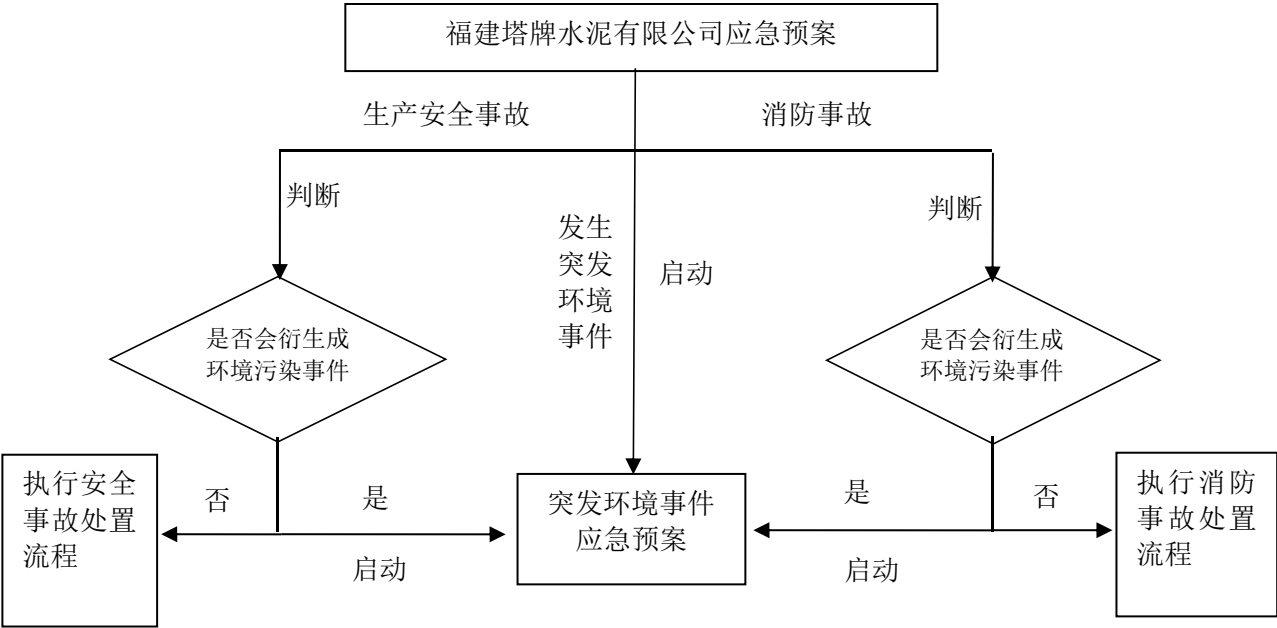 福建塔牌水泥有限公司应急预案
生产安全事故
消防事故
判断
判断
发生
突发
环境
事件
启动
是否会衍生成
环境污染事件
是否会衍生成
环境污染事件
执行安全
事故处置
流程
否
是
启动
突发环境事件
应急预案
是
否
启动
执行消防
事故处置
流程